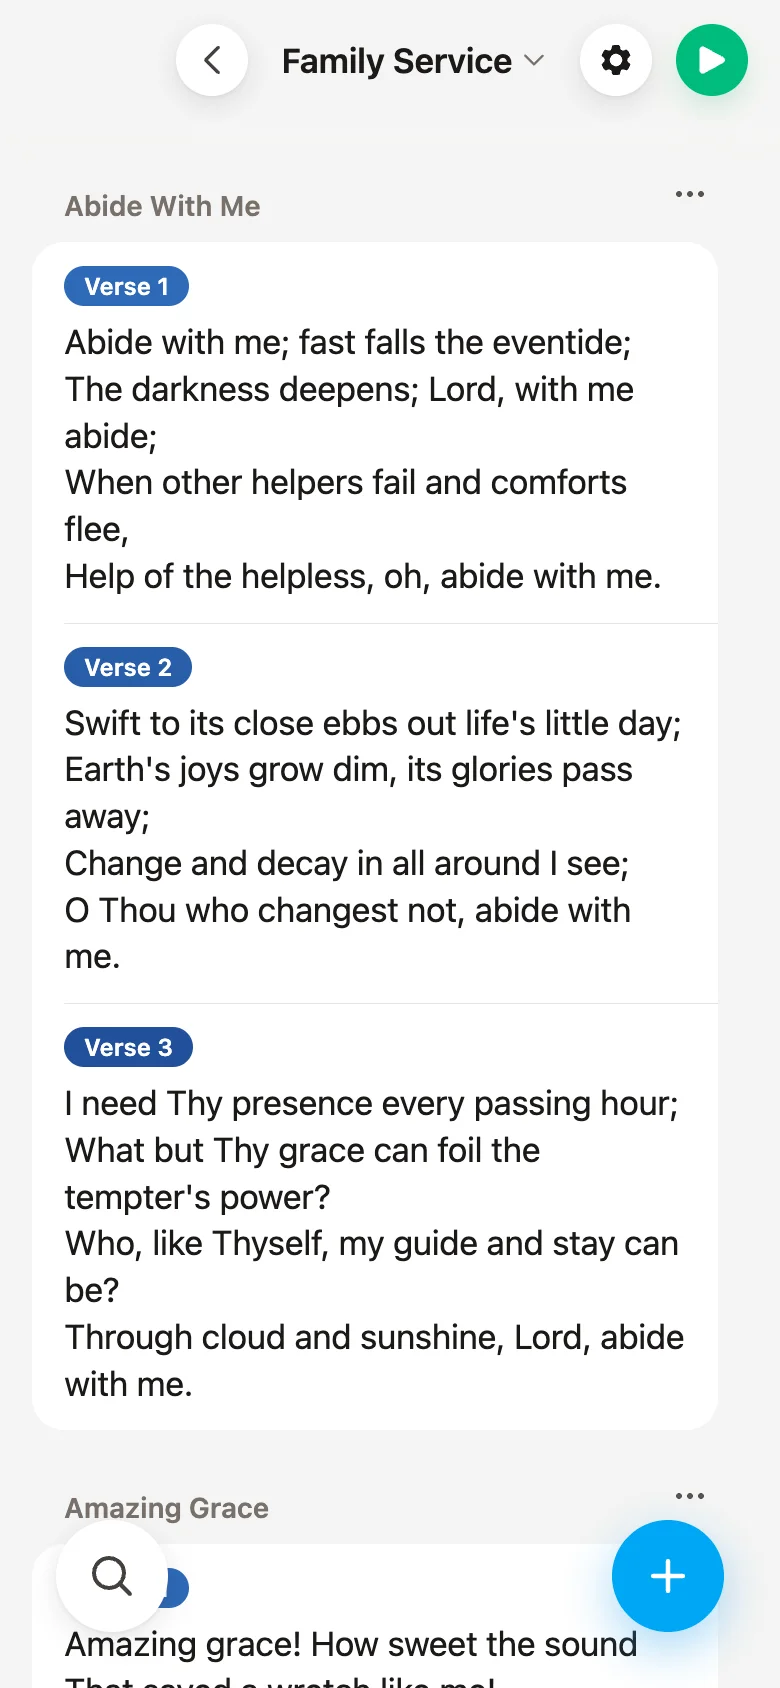 Family Service
Abide With Me
Verse 1
Abide with me; fast falls the eventide;
The darkness deepens; Lord, with me
abide;
When other helpers fail and comforts
flee,
Help of the helpless, oh, abide with me.
Verse 2
Swift to its close ebbs out life's little day;
Earth's joys grow dim, its glories pass
away;
Change and decay in all around I see;
O Thou who changest not, abide with
me.
Verse 3
I need Thy presence every passing hour;
What but Thy grace can foil the
tempter's power?
Who, like Thyself, my guide and stay can
be?
Through cloud and sunshine, Lord, abide
with me.
Amazing Grace
Amazing grace! How sweet the sound
That saved a wretch like me!